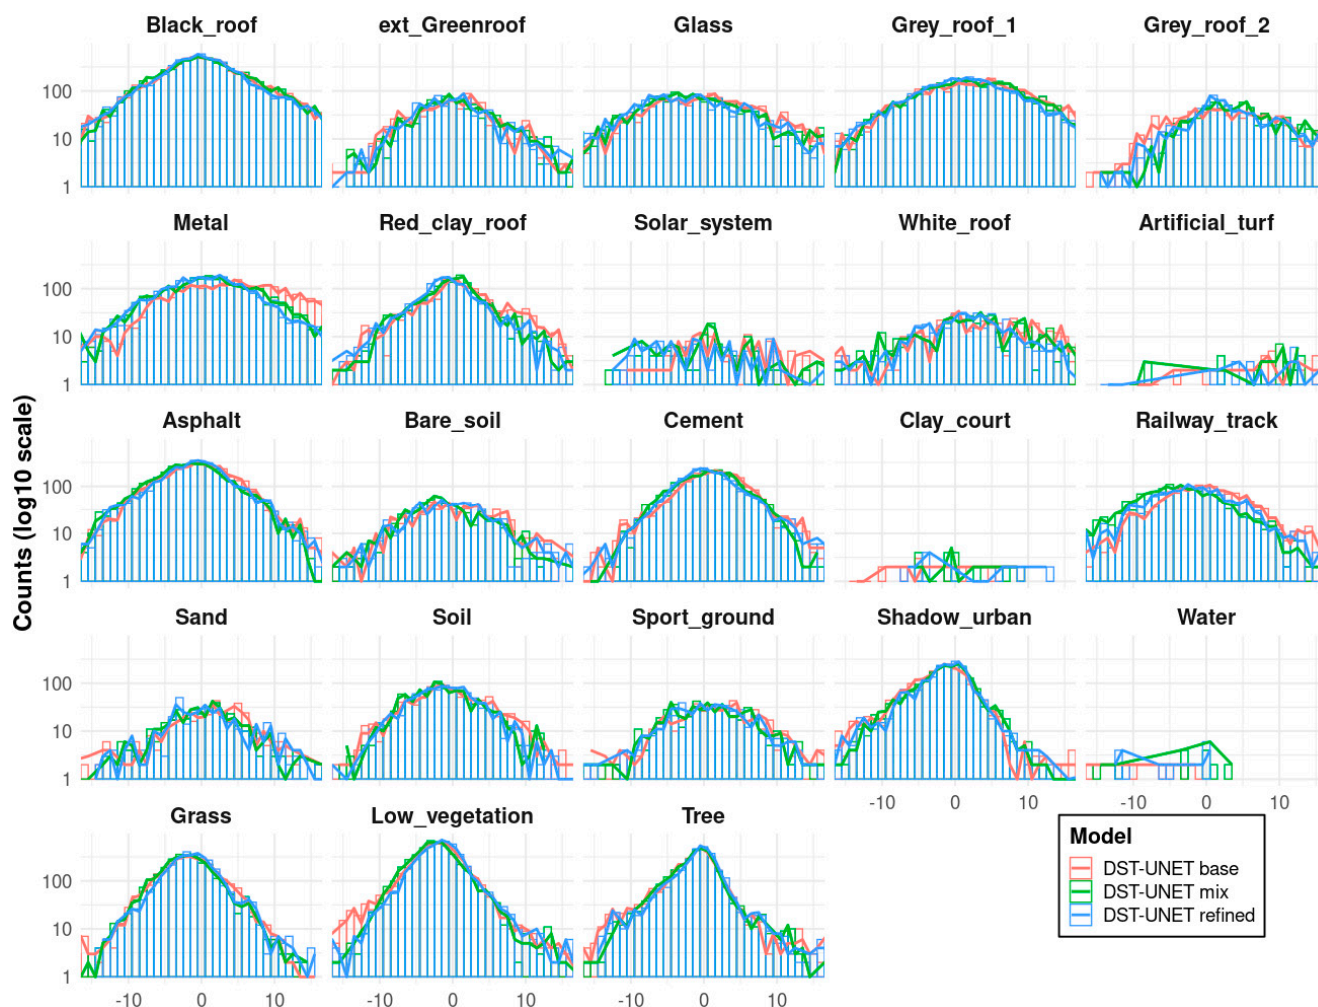 Black_roof ext_Greenroof Glass Grey_roof_1 Grey_roof_2
100
10
1
Metal Red_clay_roof Solar_system White_roof Artificial_turf
100
10
1
Asphalt Bare_soil Cement Clay_court Railway_track
100
10
1
Counts (log10 scale)
Sand Soil Sport_ground Shadow_urban Water
100
10
1
-10 0 10 -10 0 10
Grass Low_vegetation Tree
100
10
1
-10 0 10 -10 0 10 -10 0 10
Model
DST-UNET base
DST-UNET mix
DST-UNET refined